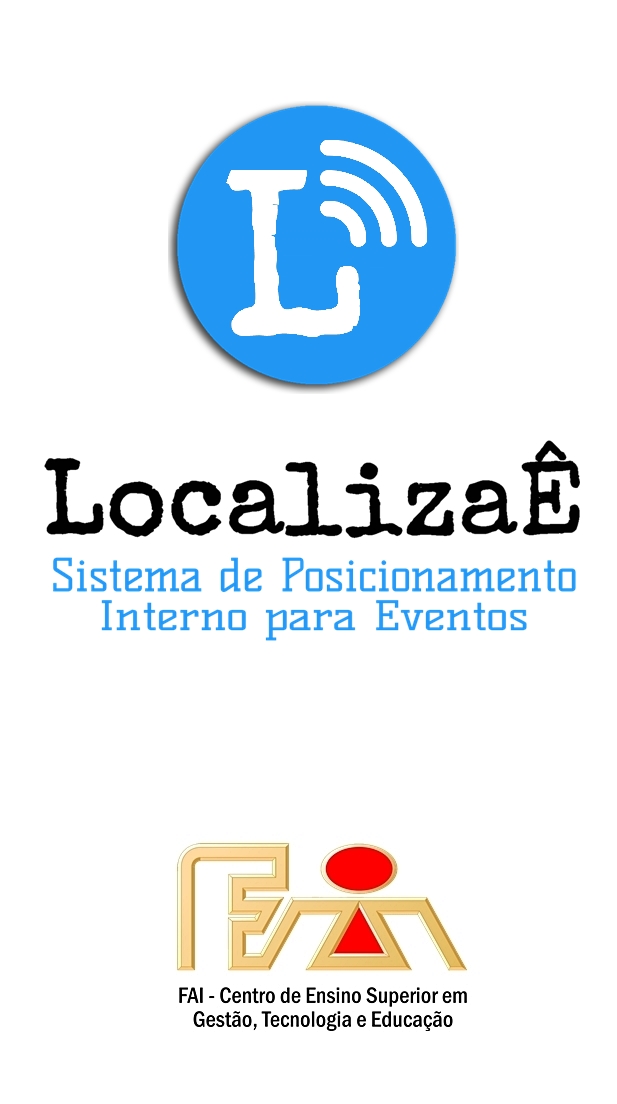 L
LocalizaÊ
Sistema de Posicionamento
Interno para Eventos
FAI
FAI - Centro de Ensino Superior em
Gestão, Tecnologia e Educação